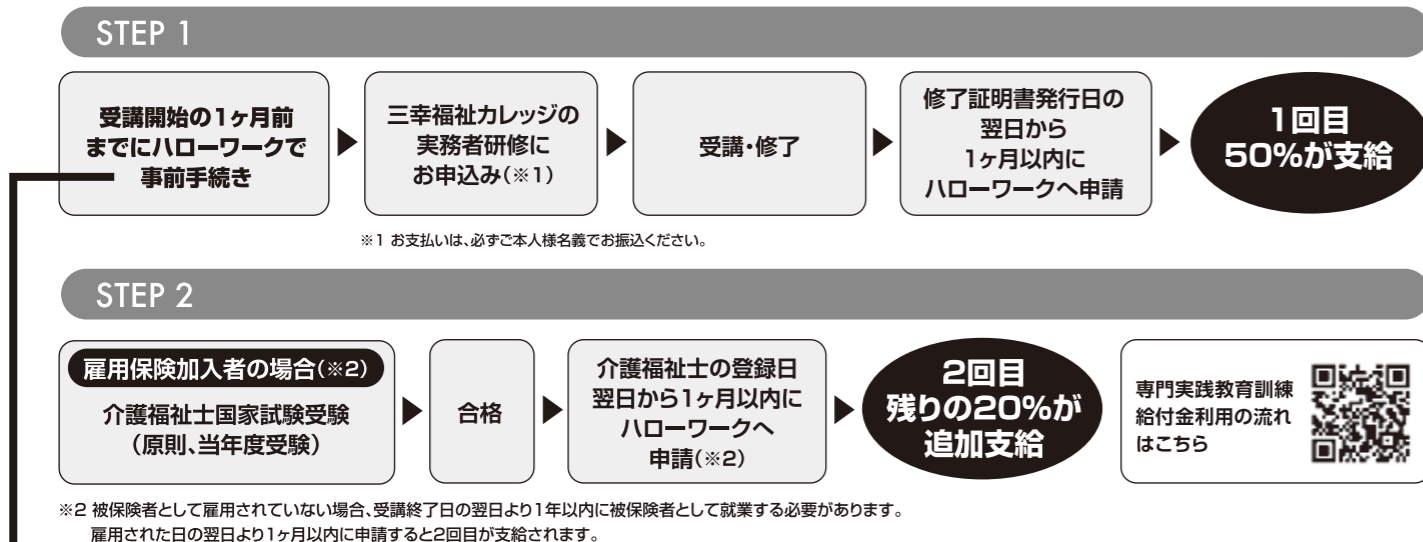 STEP 1
受講開始の1ヶ月前
までにハローワークで
事前手続き
三幸福祉カレッジの
実務者研修に
お申込み(※1)
受講・修了
修了証明書発行日の
翌日から
1ヶ月以内に
ハローワークへ申請
1回目
50%が支給
※1 お支払いは、必ずご本人様名義でお振込ください。
STEP 2
雇用保険加入者の場合(※2)
介護福祉士国家試験受験
(原則、当年度受験)
合格
介護福祉士の登録日
翌日から1ヶ月以内に
ハローワークへ
申請(※2)
2回目
残りの20%が
追加支給
専門実践教育訓練
給付金利用の流れ
はこちら
※2 被保険者として雇用されていない場合、受講終了日の翌日より1年以内に被保険者として就業する必要があります。
雇用された日の翌日より1ヶ月以内に申請すると2回目が支給されます。